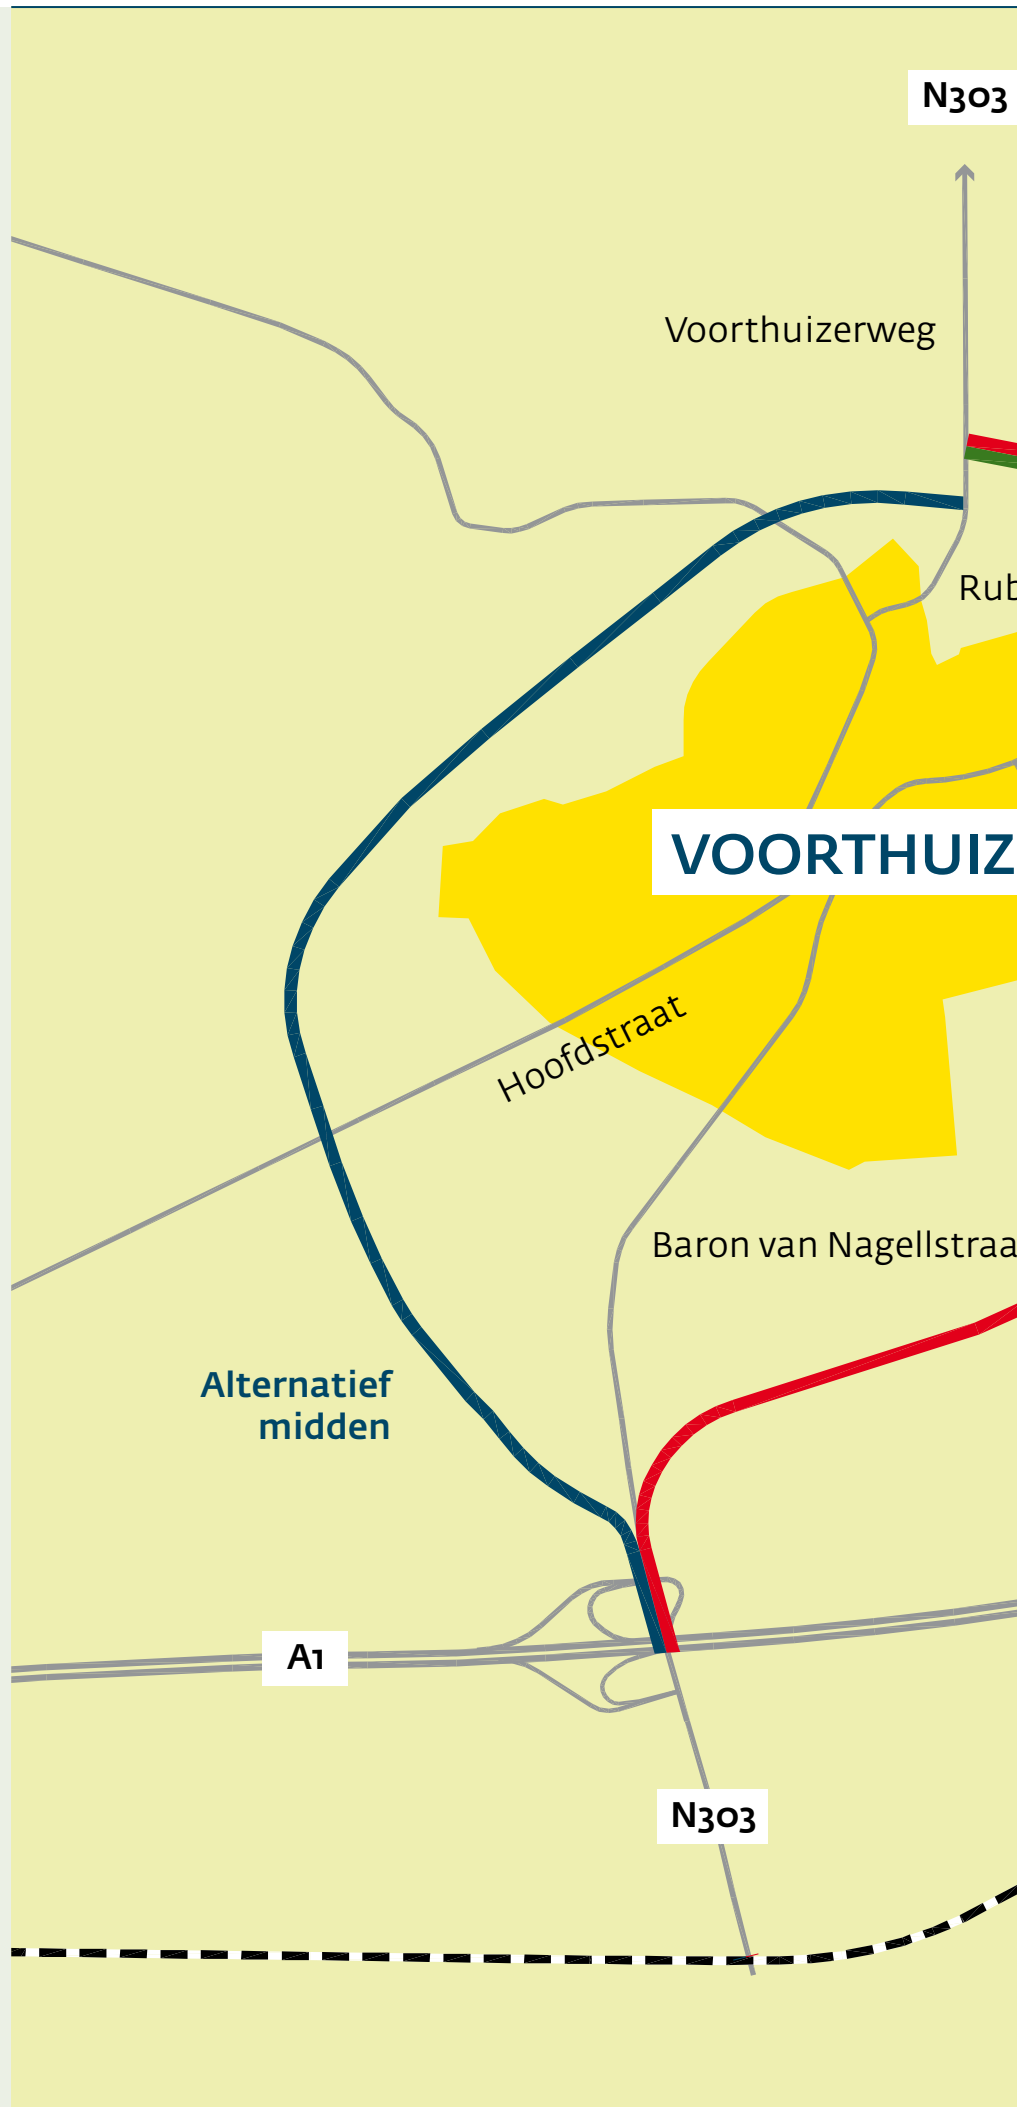 N303
Voorthuizerweg
Rub
VOORTHUIZ
Hoofdstraat
Baron van Nagellstraa
Alternatief
midden
A1
N303